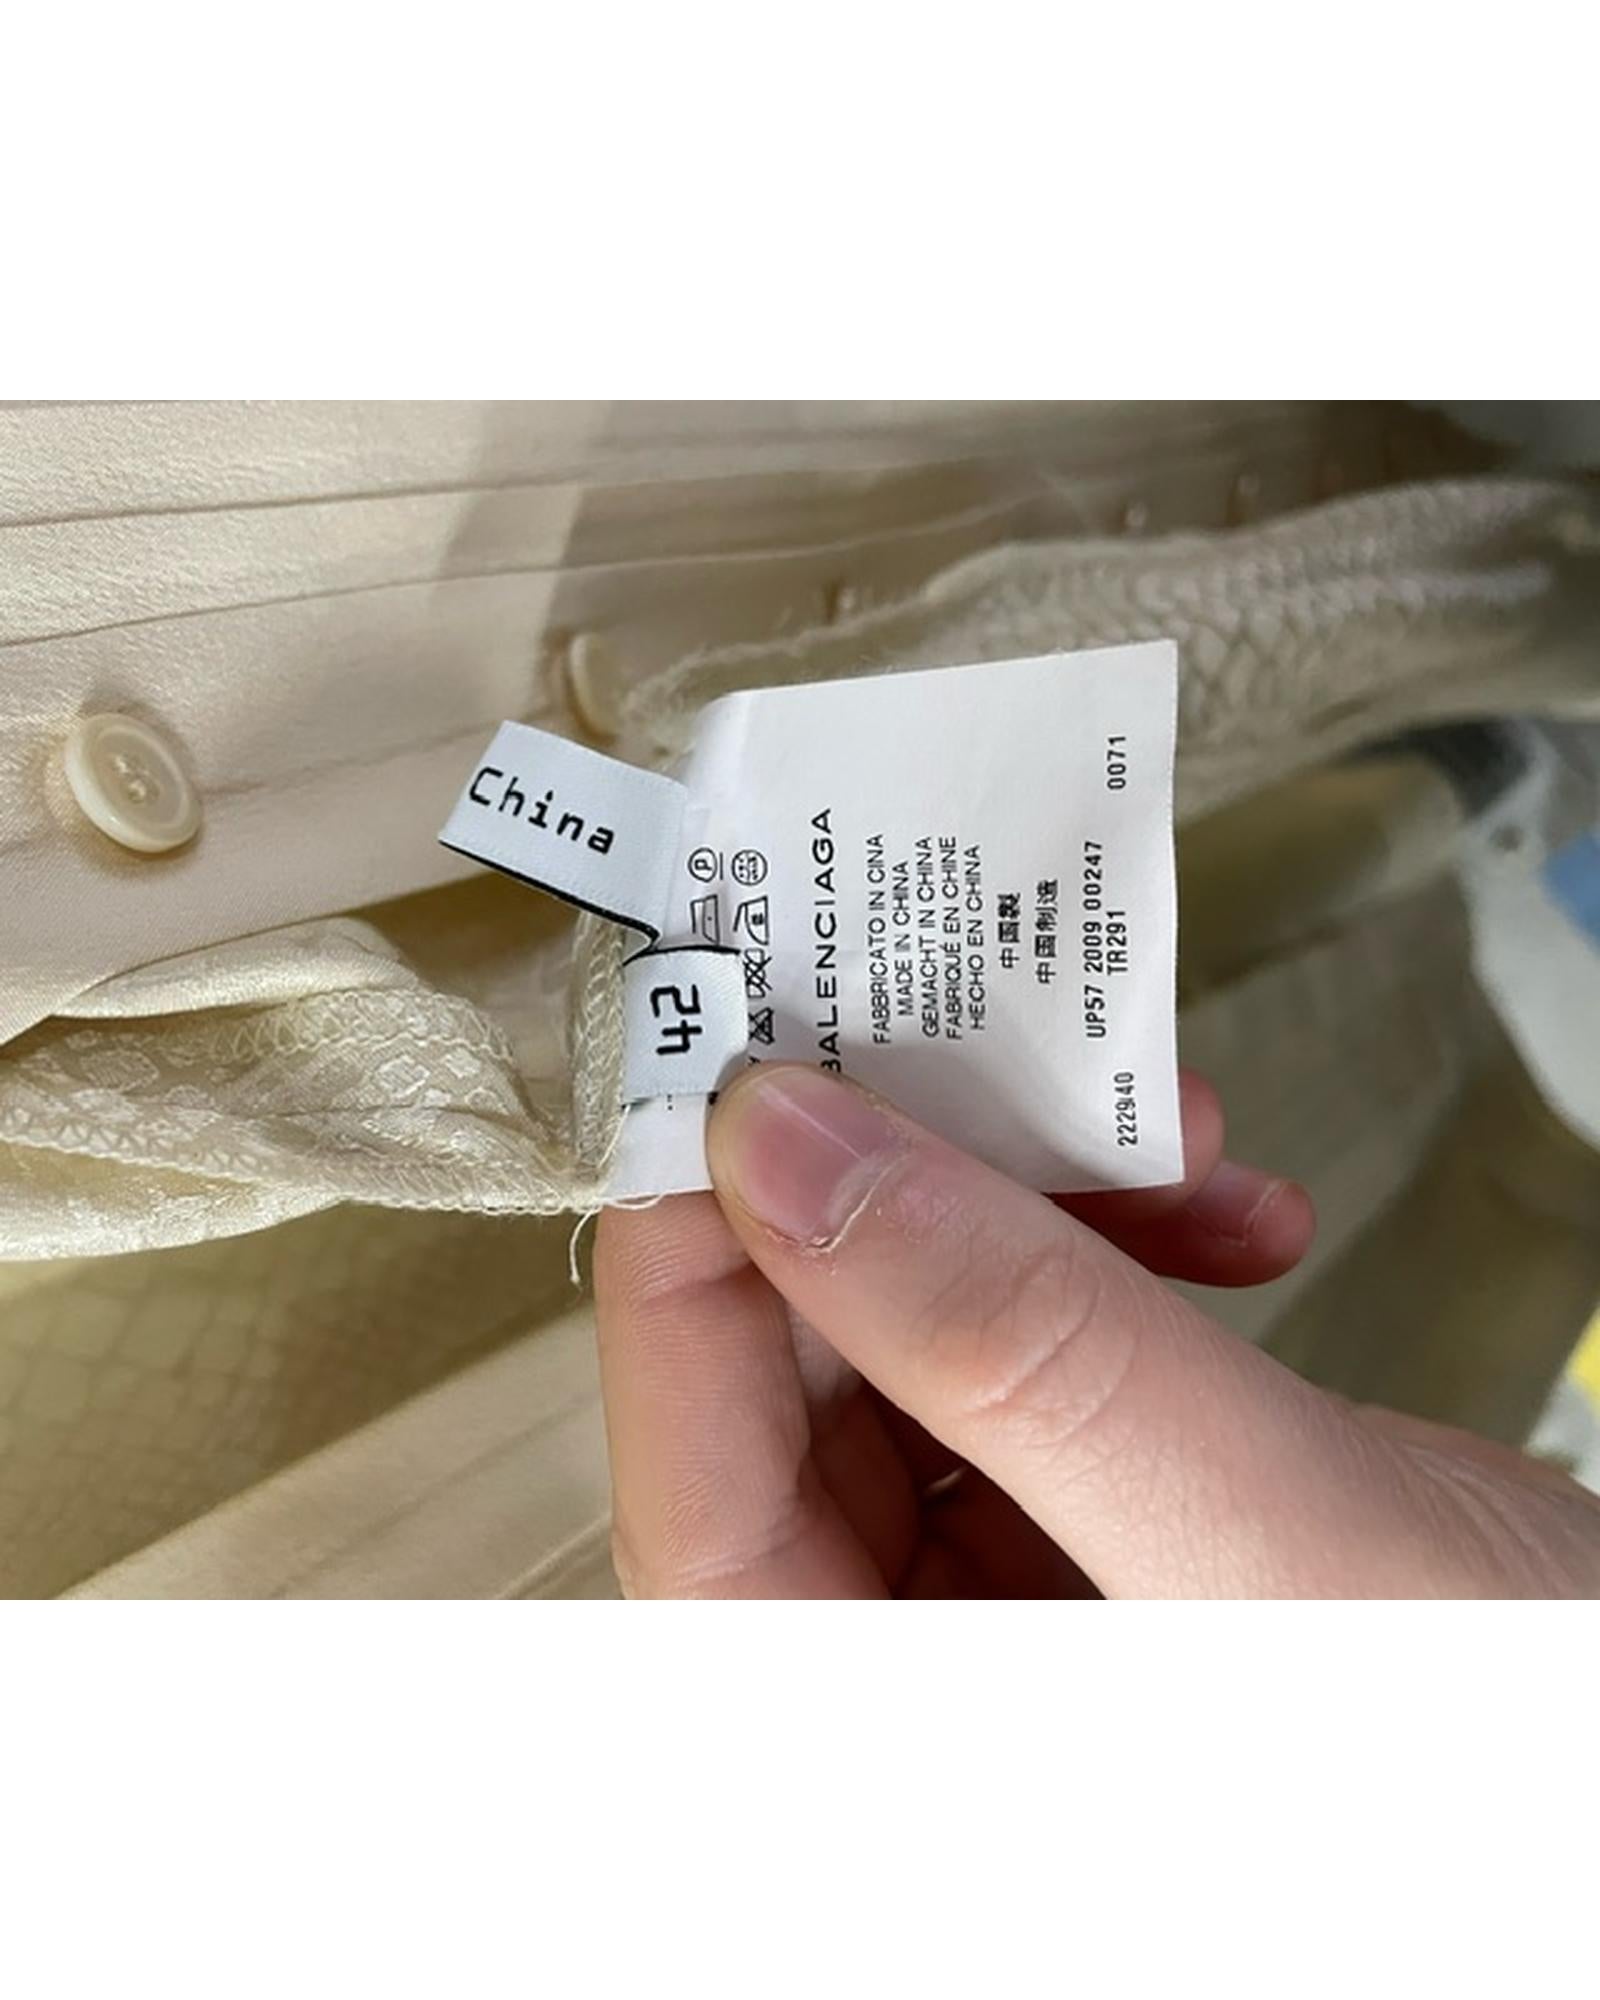 China
42
BALENCIAGA
FABBRICATO IN CINA
MADE IN CHINA
GEMACHT IN CHINA
FABRIQUÉ EN CHINE
HECHO EN CHINA
中国製
中国制造
UP57 2009 00247
TR291
222940 0071
P